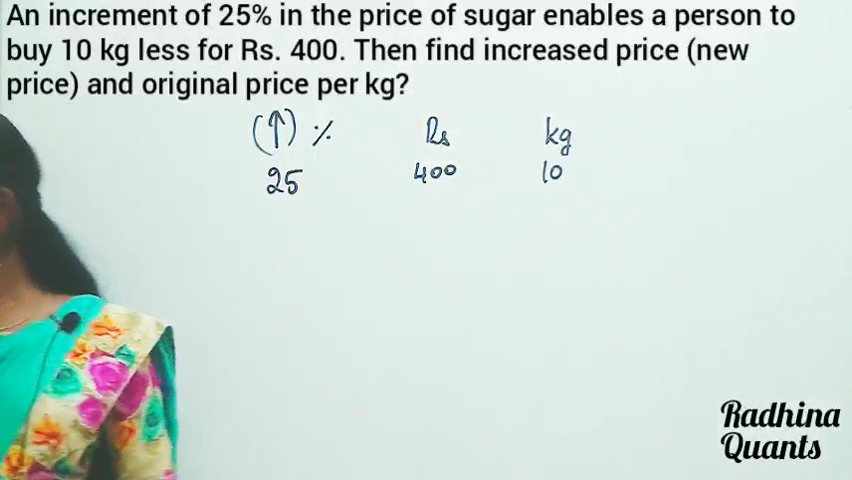 An increment of 25% in the price of sugar enables a person to
buy 10 kg less for Rs. 400. Then find increased price (new
price) and original price per kg?
(↑) % Rs kg
25 400 10
Radhina
Quants